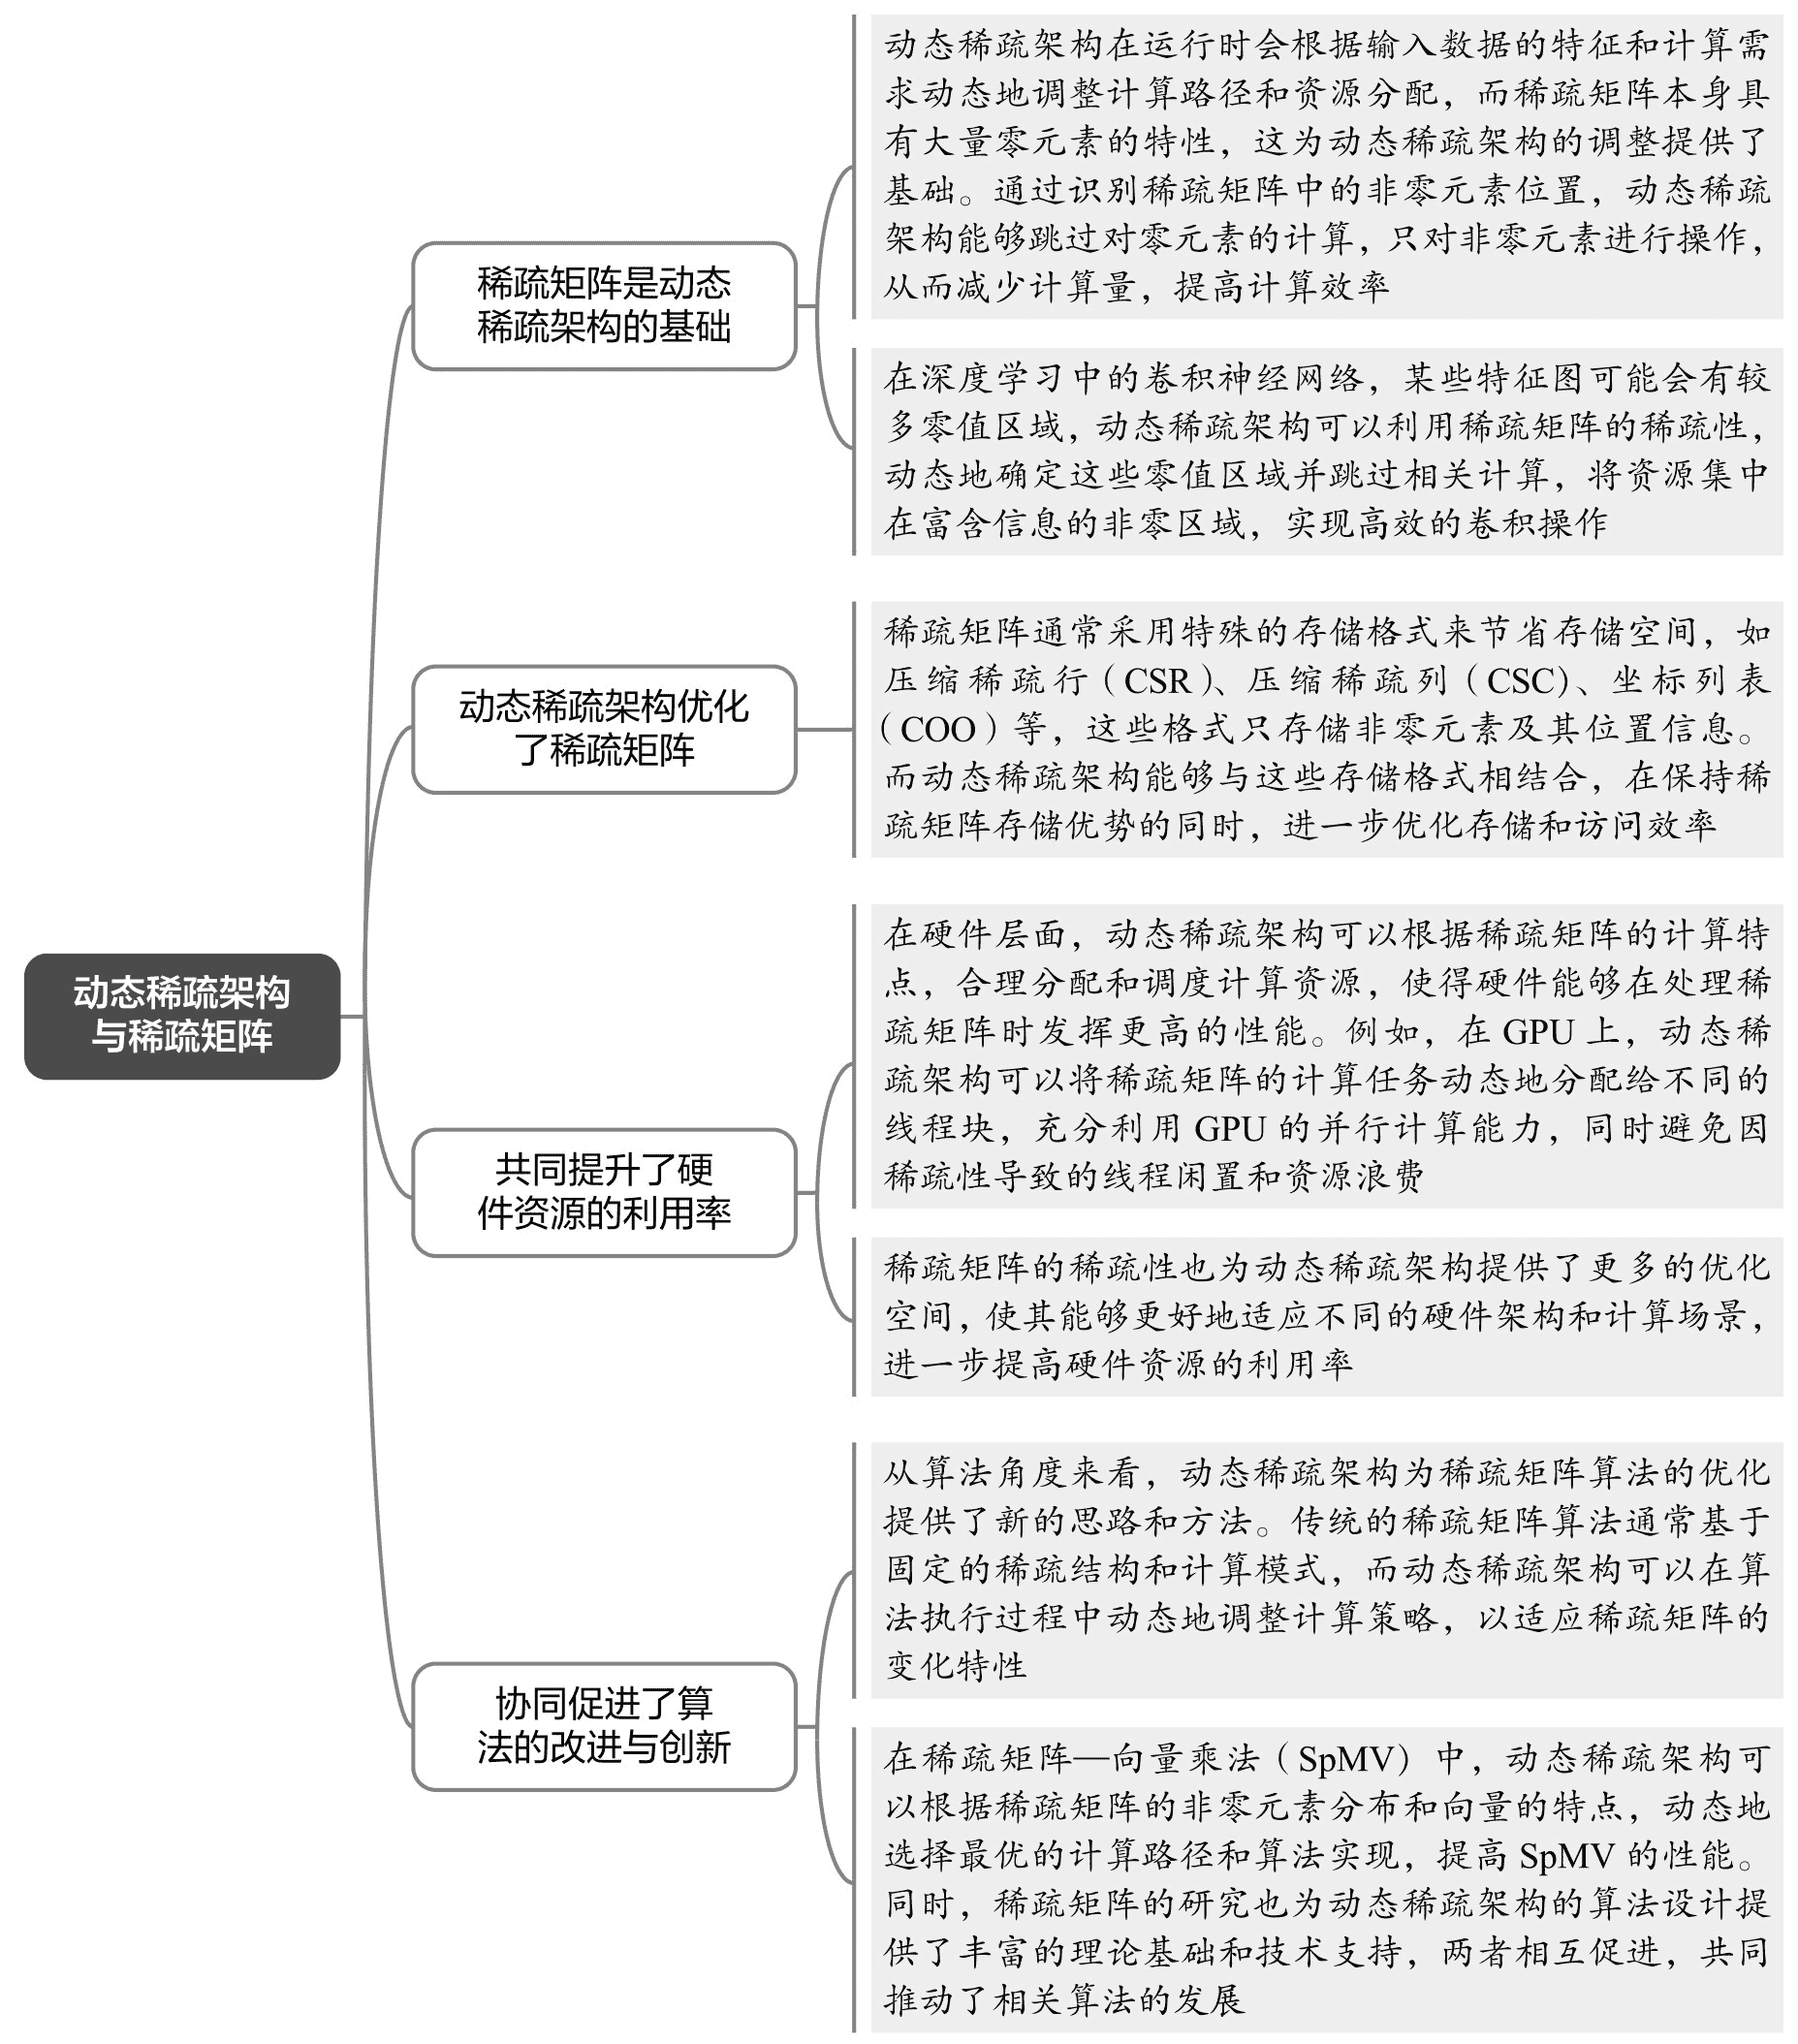 动态稀疏架构
与稀疏矩阵
稀疏矩阵是动态
稀疏架构的基础
动态稀疏架构在运行时会根据输入数据的特征和计算需
求动态地调整计算路径和资源分配，而稀疏矩阵本身具
有大量零元素的特性，这为动态稀疏架构的调整提供了
基础。通过识别稀疏矩阵中的非零元素位置，动态稀疏
架构能够跳过对零元素的计算，只对非零元素进行操作，
从而减少计算量，提高计算效率
在深度学习中的卷积神经网络，某些特征图可能会有较
多零值区域，动态稀疏架构可以利用稀疏矩阵的稀疏性，
动态地确定这些零值区域并跳过相关计算，将资源集中
在富含信息的非零区域，实现高效的卷积操作
动态稀疏架构优化
了稀疏矩阵
稀疏矩阵通常采用特殊的存储格式来节省存储空间，如
压缩稀疏行（CSR）、压缩稀疏列（CSC）、坐标列表
（COO）等，这些格式只存储非零元素及其位置信息。
而动态稀疏架构能够与这些存储格式相结合，在保持稀
疏矩阵存储优势的同时，进一步优化存储和访问效率
共同提升了硬
件资源的利用率
在硬件层面，动态稀疏架构可以根据稀疏矩阵的计算特
点，合理分配和调度计算资源，使得硬件能够在处理稀
疏矩阵时发挥更高的性能。例如，在 GPU 上，动态稀
疏架构可以将稀疏矩阵的计算任务动态地分配给不同的
线程块，充分利用 GPU 的并行计算能力，同时避免因
稀疏性导致的线程闲置和资源浪费
稀疏矩阵的稀疏性也为动态稀疏架构提供了更多的优化
空间，使其能够更好地适应不同的硬件架构和计算场景，
进一步提高硬件资源的利用率
协同促进了算
法的改进与创新
从算法角度来看，动态稀疏架构为稀疏矩阵算法的优化
提供了新的思路和方法。传统的稀疏矩阵算法通常基于
固定的稀疏结构和计算模式，而动态稀疏架构可以在算
法执行过程中动态地调整计算策略，以适应稀疏矩阵的
变化特性
在稀疏矩阵—向量乘法（SpMV）中，动态稀疏架构可
以根据稀疏矩阵的非零元素分布和向量的特点，动态地
选择最优的计算路径和算法实现，提高 SpMV 的性能。
同时，稀疏矩阵的研究也为动态稀疏架构的算法设计提
供了丰富的理论基础和技术支持，两者相互促进，共同
推动了相关算法的发展